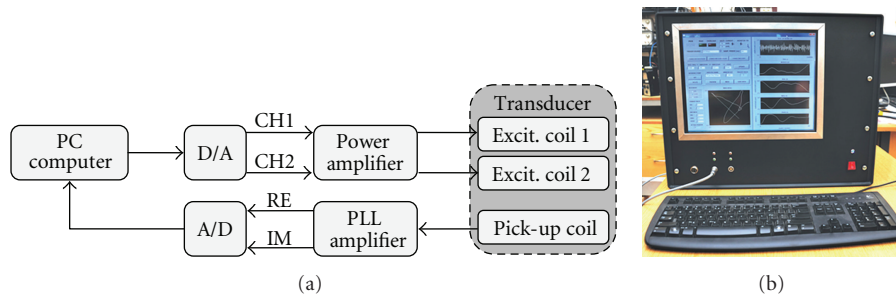 Transducer
PC
computer
D/A
CH1
CH2
Power
amplifier
Excit. coil 1
Excit. coil 2
A/D
RE
IM
PLL
amplifier
Pick-up coil
(a)
(b)